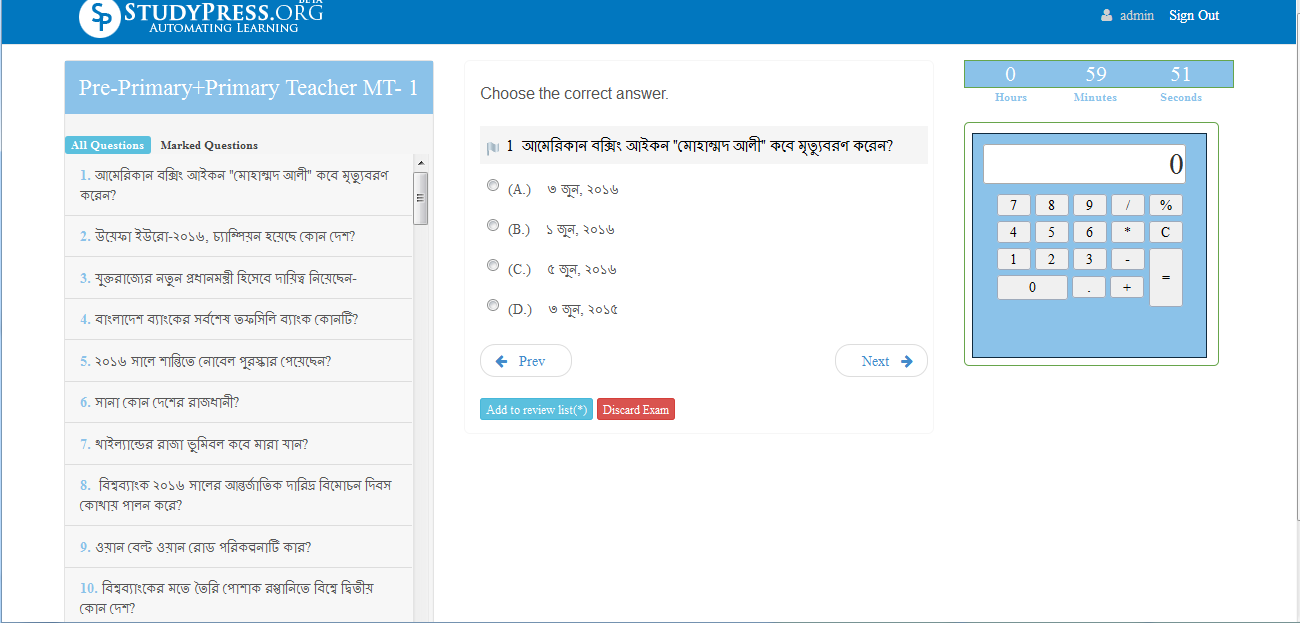 BETA
STUDYPRESS.ORG
AUTOMATING LEARNING
admin Sign Out
Pre-Primary+Primary Teacher MT- 1
All Questions Marked Questions
1. আমেরিকান বক্সিং আইকন "মোহাম্মদ আলী" কবে মৃত্যুবরণ
করেন?
2. উয়েফা ইউরো-২০১৬, চ্যাম্পিয়ন হয়েছে কোন দেশ?
3. যুক্তরাজ্যের নতুন প্রধানমন্ত্রী হিসেবে দায়িত্ব নিয়েছেন-
4. বাংলাদেশ ব্যাংকের সর্বশেষ তফসিলি ব্যাংক কোনটি?
5. ২০১৬ সালে শান্তিতে নোবেল পুরস্কার পেয়েছেন?
6. সানা কোন দেশের রাজধানী?
7. থাইল্যান্ডের রাজা ভুমিবল কবে মারা যান?
8. বিশ্বব্যাংক ২০১৬ সালের আন্তর্জাতিক দারিদ্র বিমোচন দিবস
কোথায় পালন করে?
9. ওয়ান বেল্ট ওয়ান রোড পরিকল্পনাটি কার?
10. বিশ্বব্যাংকের মতে তৈরি পোশাক রপ্তানিতে বিশ্বে দ্বিতীয়
কোন দেশ?
Choose the correct answer.
1 আমেরিকান বক্সিং আইকন "মোহাম্মদ আলী" কবে মৃত্যুবরণ করেন?
(A.) ৩ জুন, ২০১৬
(B.) ১ জুন, ২০১৬
(C.) ৫ জুন, ২০১৬
(D.) ৩ জুন, ২০১৫
Prev Next
Add to review list(*) Discard Exam
0 59 51
Hours Minutes Seconds
0
7 8 9 / %
4 5 6 * C
1 2 3 - =
0 . +